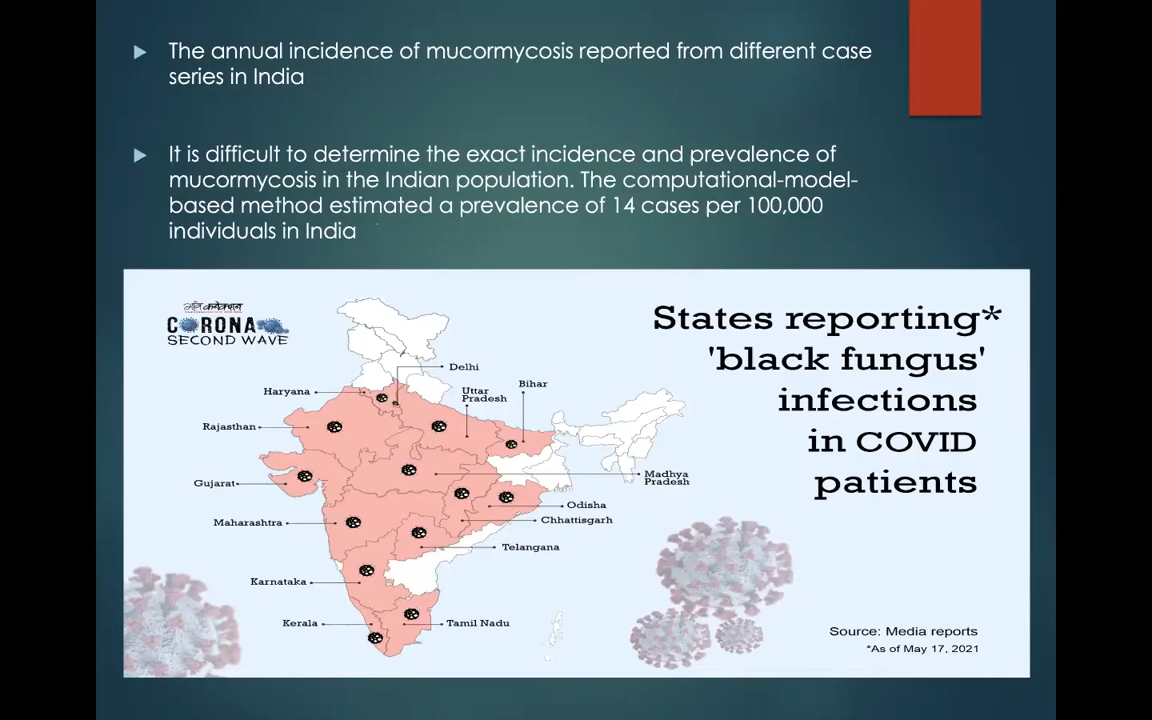 The annual incidence of mucormycosis reported from different case
series in India
It is difficult to determine the exact incidence and prevalence of
mucormycosis in the Indian population. The computational-model-
based method estimated a prevalence of 14 cases per 100,000
individuals in India
गाँव कनेक्शन
CORONA
SECOND WAVE
States reporting*
'black fungus'
infections
in COVID
patients
Delhi
Haryana
Uttar
Pradesh
Bihar
Rajasthan
Gujarat
Madhya
Pradesh
Odisha
Maharashtra
Chhattisgarh
Telangana
Karnataka
Kerala
Tamil Nadu
Source: Media reports
*As of May 17, 2021